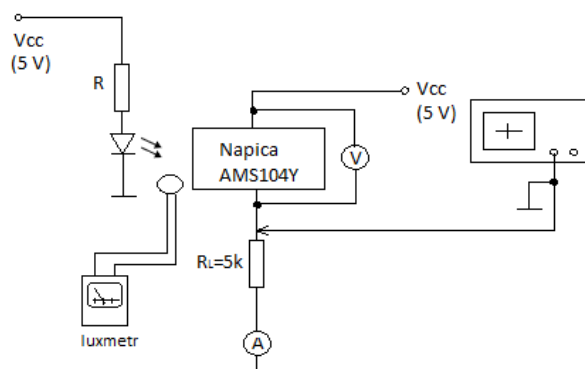 Vcc
(5 V)
R
Napica
AMS104Y
V
Vcc
(5 V)
RL=5k
luxmetr
A